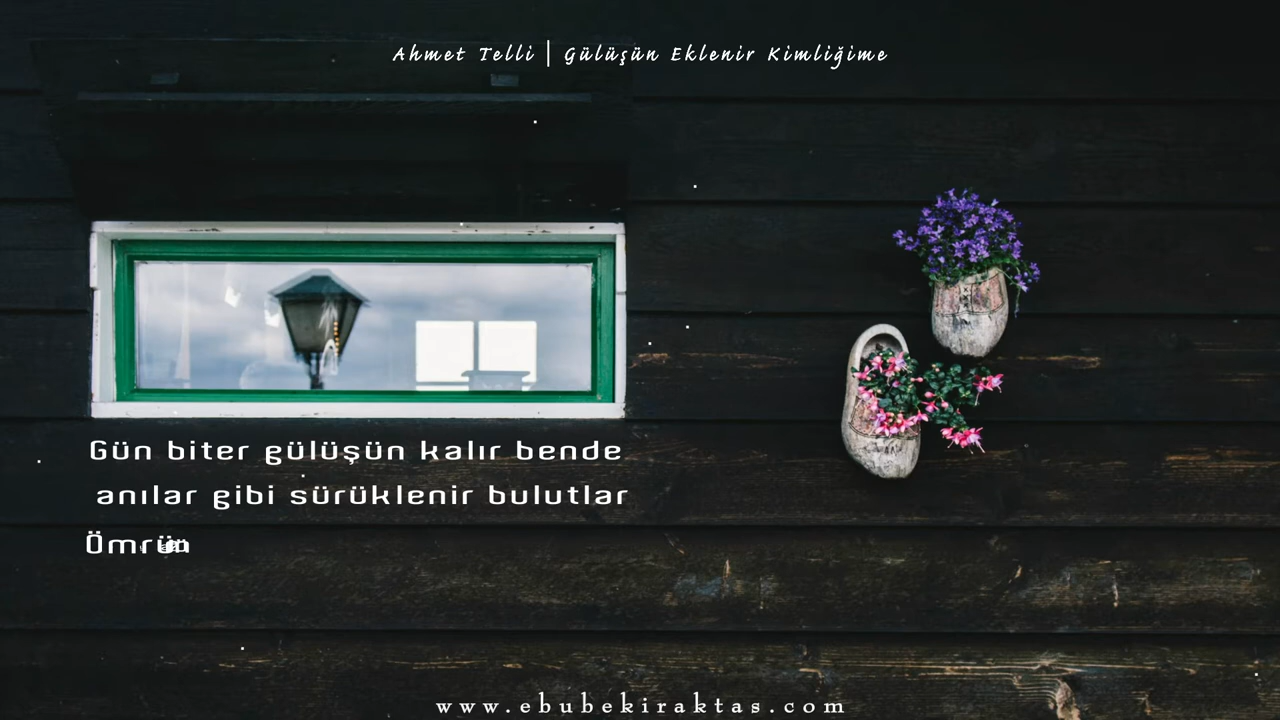 Ahmet Telli | Gülüşün Eklenir Kimliğime
Gün biter gülüşün kalır bende
anılar gibi sürüklenir bulutlar
www.ebubekiraktas.com